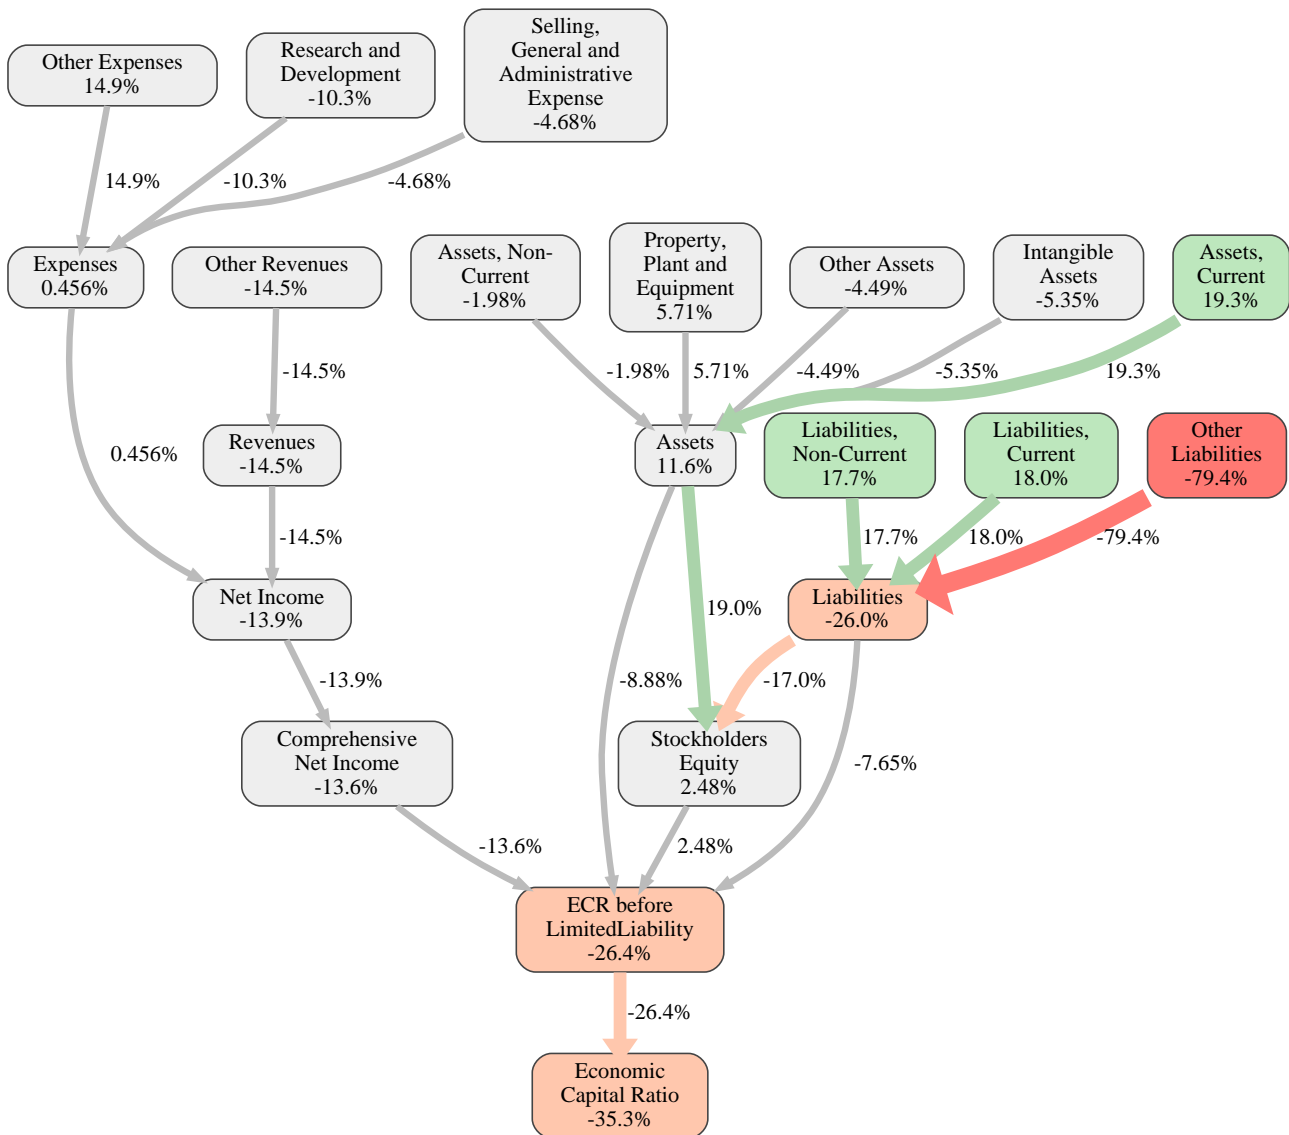 Other Expenses
14.9%
Research and
Development
-10.3%
Selling,
General and
Administrative
Expense
-4.68%
14.9%
-10.3%
-4.68%
Expenses
0.456%
Other Revenues
-14.5%
Assets, Non-
Current
-1.98%
Property,
Plant and
Equipment
5.71%
Other Assets
-4.49%
Intangible
Assets
-5.35%
Assets,
Current
19.3%
-14.5%
-1.98%
5.71%
-4.49%
-5.35%
19.3%
0.456%
Revenues
-14.5%
Assets
11.6%
Liabilities,
Non-Current
17.7%
Liabilities,
Current
18.0%
Other
Liabilities
-79.4%
-14.5%
17.7%
18.0%
-79.4%
Net Income
-13.9%
19.0%
Liabilities
-26.0%
-13.9%
-8.88%
-17.0%
Comprehensive
Net Income
-13.6%
Stockholders
Equity
2.48%
-7.65%
-13.6%
2.48%
ECR before
LimitedLiability
-26.4%
-26.4%
Economic
Capital Ratio
-35.3%